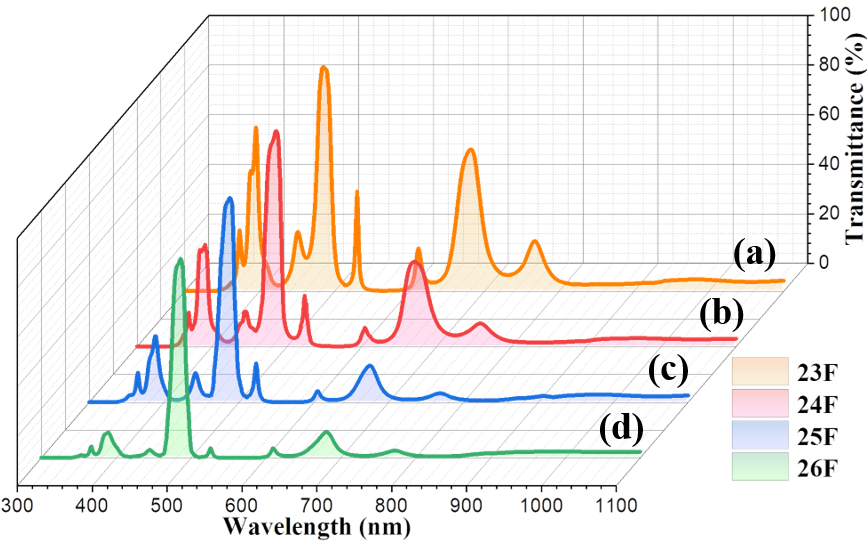 100
80
60
40
20
0
Transmittance (%)
(a)
(b)
(c)
(d)
23F
24F
25F
26F
300 400 500 600 700 800 900 1000 1100
Wavelength (nm)